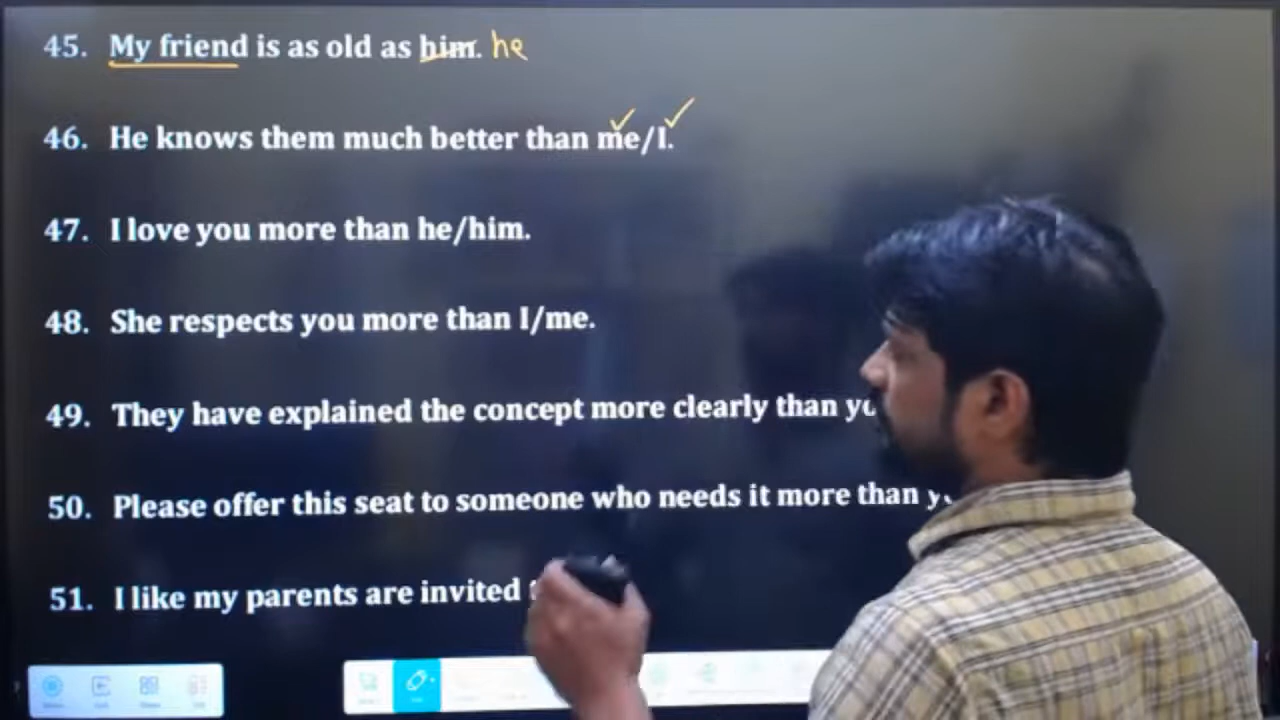 45. My friend is as old as him. he
46. He knows them much better than me/I.
47. I love you more than he/him.
48. She respects you more than I/me.
49. They have explained the concept more clearly than
50. Please offer this seat to someone who needs it more than
51. I like my parents are invited